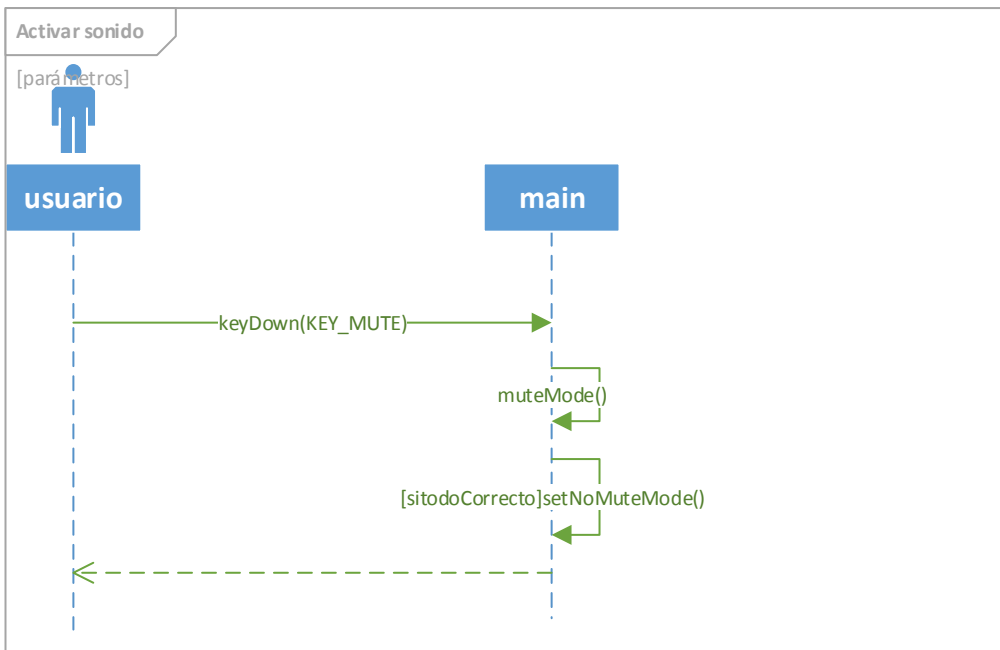 Activar sonido
[parámetros]
usuario
main
keyDown(KEY_MUTE)
muteMode()
[sitodoCorrecto]setNoMuteMode()